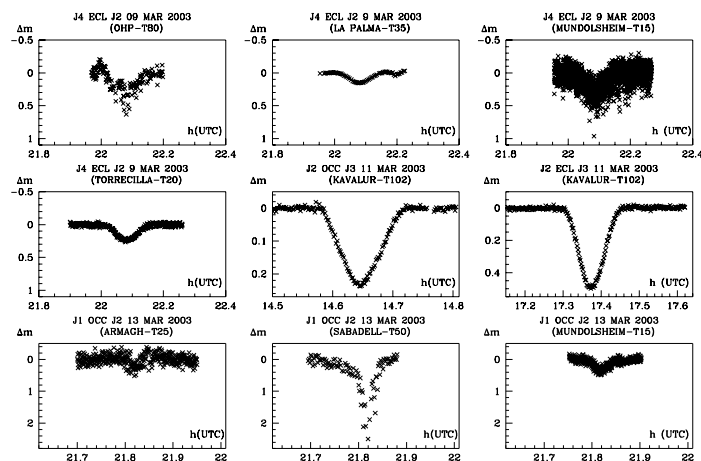 J4 ECL J2 09 MAR 2003
(OHP-T80)
Δm
-0.5
0
0.5
1
h(UTC)
21.8 22 22.2 22.4
J4 ECL J2 9 MAR 2003
(LA PALMA-T35)
Δm
-0.5
0
0.5
1
h(UTC)
21.8 22 22.2 22.4
J4 ECL J2 9 MAR 2003
(MUNDOLSHEIM-T15)
Δm
-0.5
0
0.5
1
h(UTC)
21.8 22 22.2 22.4
J4 ECL J2 9 MAR 2003
(TORRECILLA-T20)
Δm
-0.5
0
0.5
1
h(UTC)
21.8 22 22.2 22.4
J2 OCC J3 11 MAR 2003
(KAVALUR-T102)
Δm
0
0.1
0.2
h (UTC)
14.5 14.6 14.7 14.8
J2 ECL J3 11 MAR 2003
(KAVALUR-T102)
Δm
0
0.2
0.4
h (UTC)
17.2 17.3 17.4 17.5 17.6
J1 OCC J2 13 MAR 2003
(ARMAGH-T25)
Δm
0
1
2
h(UTC)
21.7 21.8 21.9 22
J1 OCC J2 13 MAR 2003
(SABADELL-T50)
Δm
0
1
2
h(UTC)
21.7 21.8 21.9 22
J1 OCC J2 13 MAR 2003
(MUNDOLSHEIM-T15)
Δm
0
1
2
h(UTC)
21.7 21.8 21.9 22